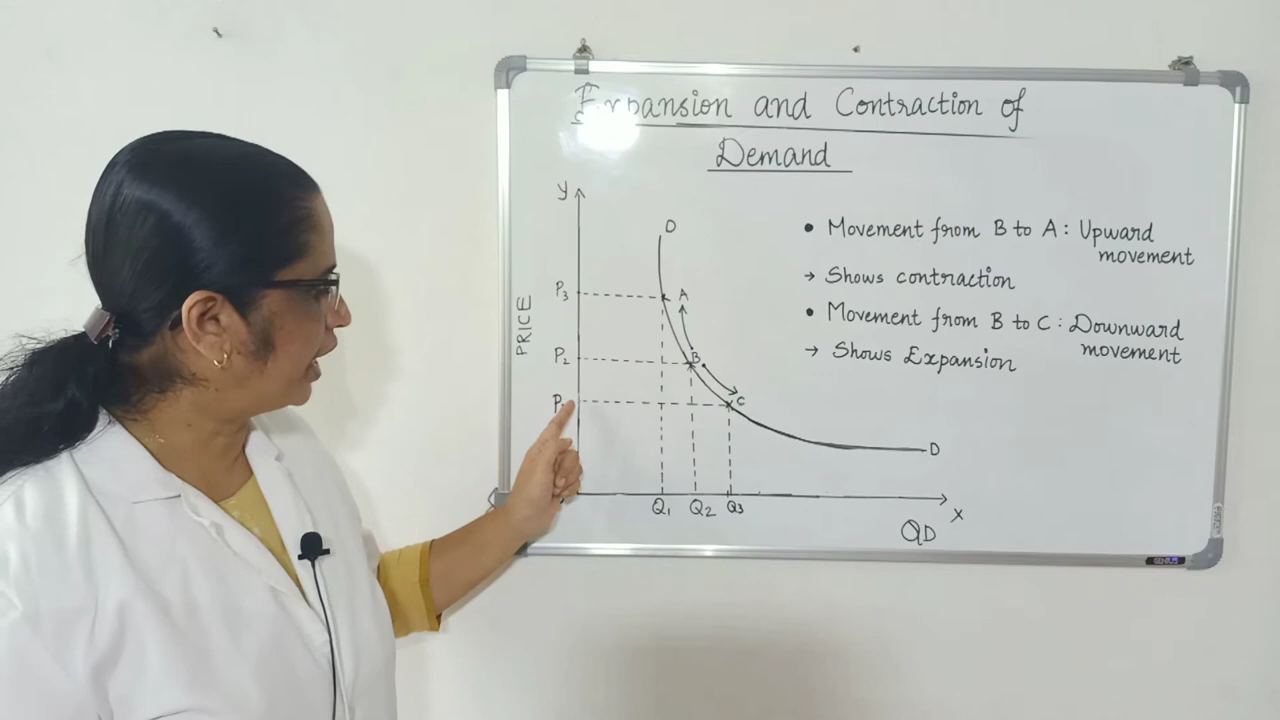 Expansion and Contraction of
Demand
Y
D
• Movement from B to A: Upward
movement
→ Shows contraction
• Movement from B to C: Downward
movement
→ Shows Expansion
PRICE
P3
A
P2
B
C
D
Q1 Q2 Q3
X
QD
GENIUS